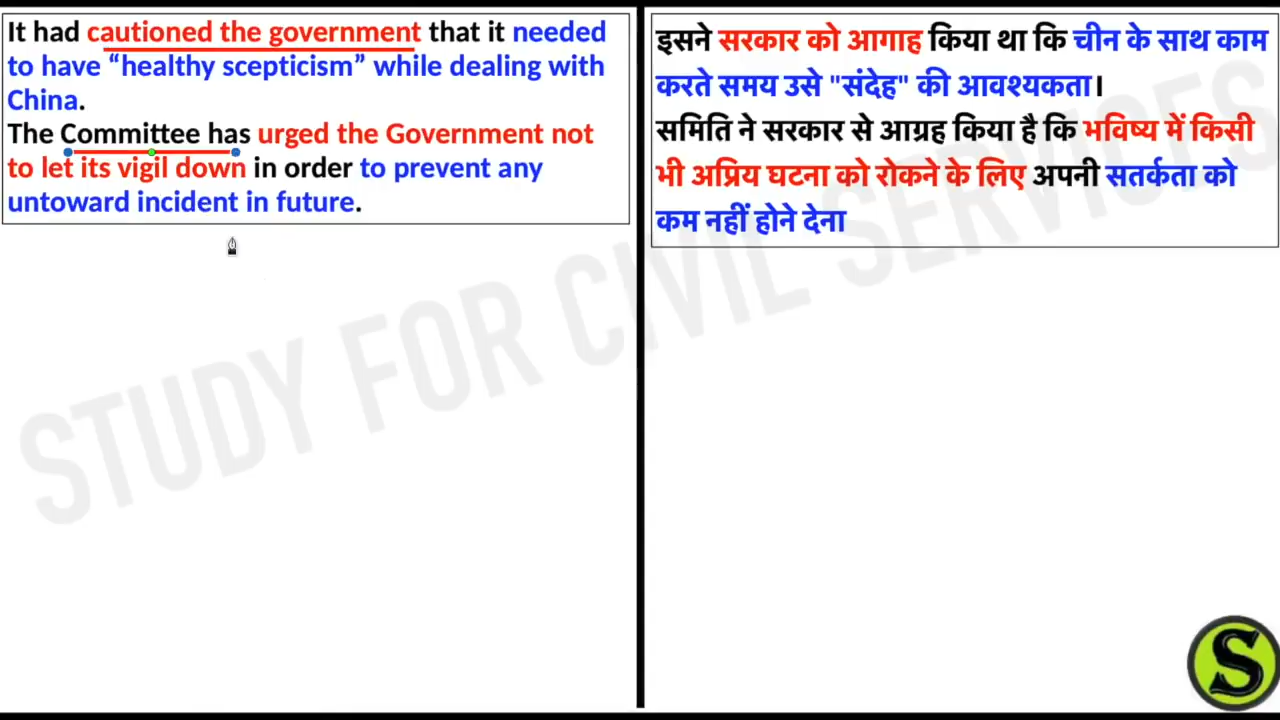 It had cautioned the government that it needed
to have “healthy scepticism” while dealing with
China.
The Committee has urged the Government not
to let its vigil down in order to prevent any
untoward incident in future.
इसने सरकार को आगाह किया था कि चीन के साथ काम
करते समय उसे "संदेह" की आवश्यकता।
समिति ने सरकार से आग्रह किया है कि भविष्य में किसी
भी अप्रिय घटना को रोकने के लिए अपनी सतर्कता को
कम नहीं होने देना
STUDY FOR CIVIL SERVICES
S